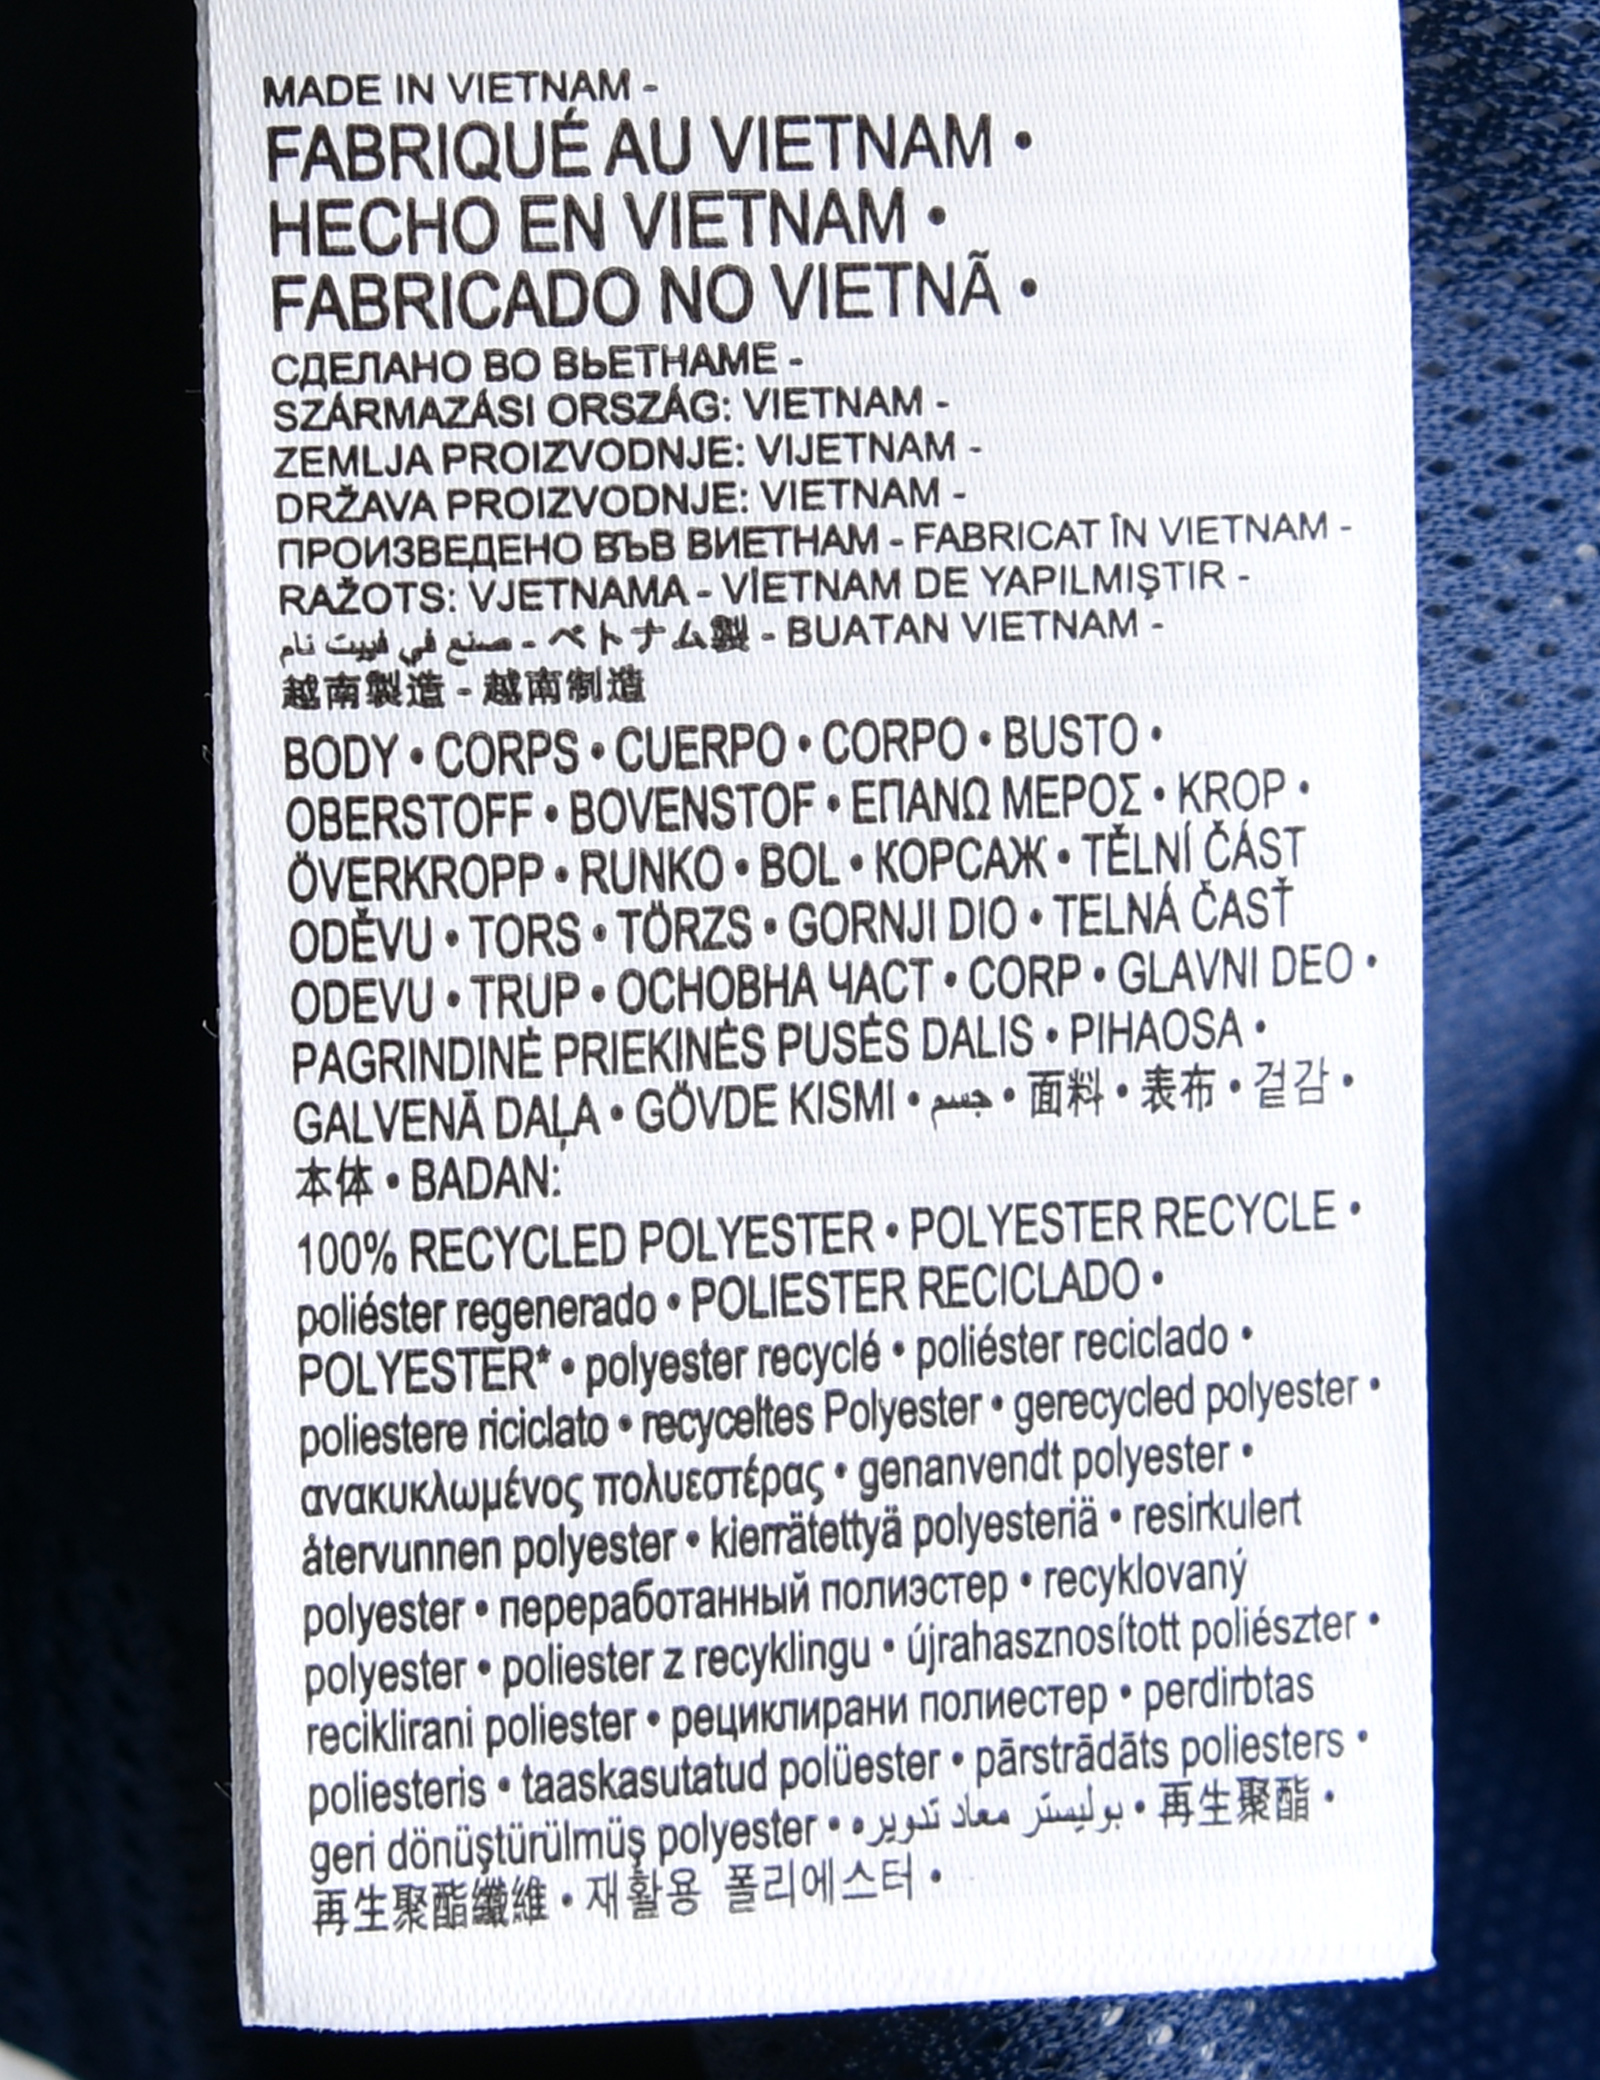 MADE IN VIETNAM -
FABRIQUÉ AU VIETNAM •
HECHO EN VIETNAM •
FABRICADO NO VIETNÃ •
СДЕЛАНО ВО ВЬЕТНАМЕ -
SZÁRMAZÁSI ORSZÁG: VIETNAM -
ZEMLJA PROIZVODNJE: VIJETNAM -
DRŽAVA PROIZVODNJE: VIETNAM -
ПРОИЗВЕДЕНО ВЪВ ВИЕТНАМ - FABRICAT ÎN VIETNAM -
RAŽOTS: VJETNAMA - VİETNAM DE YAPILMIŞTIR -
صنع في فييت نام - ベトナム製 - BUATAN VIETNAM -
越南製造 - 越南制造
BODY • CORPS • CUERPO • CORPO • BUSTO •
OBERSTOFF • BOVENSTOF • ΕΠΑΝΩ ΜΕΡΟΣ • KROP •
ÖVERKROPP • RUNKO • BOL • КОРСАЖ • TĚLNÍ ČÁST
ODĚVU • TORS • TÖRZS • GORNJI DIO • TELNÁ ČASŤ
ODEVU • TRUP • ОСНОВНА ЧАСТ • CORP • GLAVNI DEO •
PAGRINDINĖ PRIEKINĖS PUSĖS DALIS • PIHAOSA •
GALVENĀ DAĻA • GÖVDE KISMI • جسم • 面料 • 表布 • 겉감 •
本体 • BADAN:
100% RECYCLED POLYESTER • POLYESTER RECYCLE •
poliéster regenerado • POLIESTER RECICLADO •
POLYESTER* • polyester recyclé • poliéster reciclado •
poliestere riciclato • recyceltes Polyester • gerecycled polyester •
ανακυκλωμένος πολυεστέρας • genanvendt polyester •
återvunnen polyester • kierrätettyä polyesteriä • resirkulert
polyester • переработанный полиэстер • recyklovaný
polyester • poliester z recyklingu • újrahasznosított poliészter •
reciklirani poliester • рециклирани полиестер • perdirbtas
poliesteris • taaskasutatud polüester • pārstrādāts poliesters •
geri dönüştürülmüş polyester • بوليستر معاد تدويره • 再生聚酯 •
再生聚酯纖維 • 재활용 폴리에스터 •